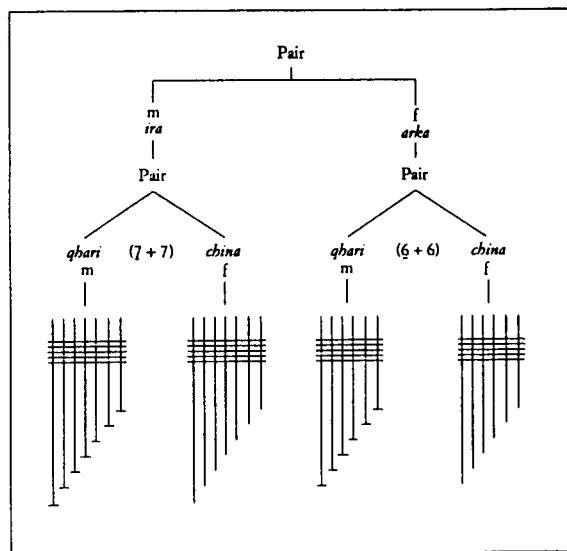 Pair
m f
ira arka
Pair Pair
qhari (7 + 7) china qhari (6 + 6) china
m f m f